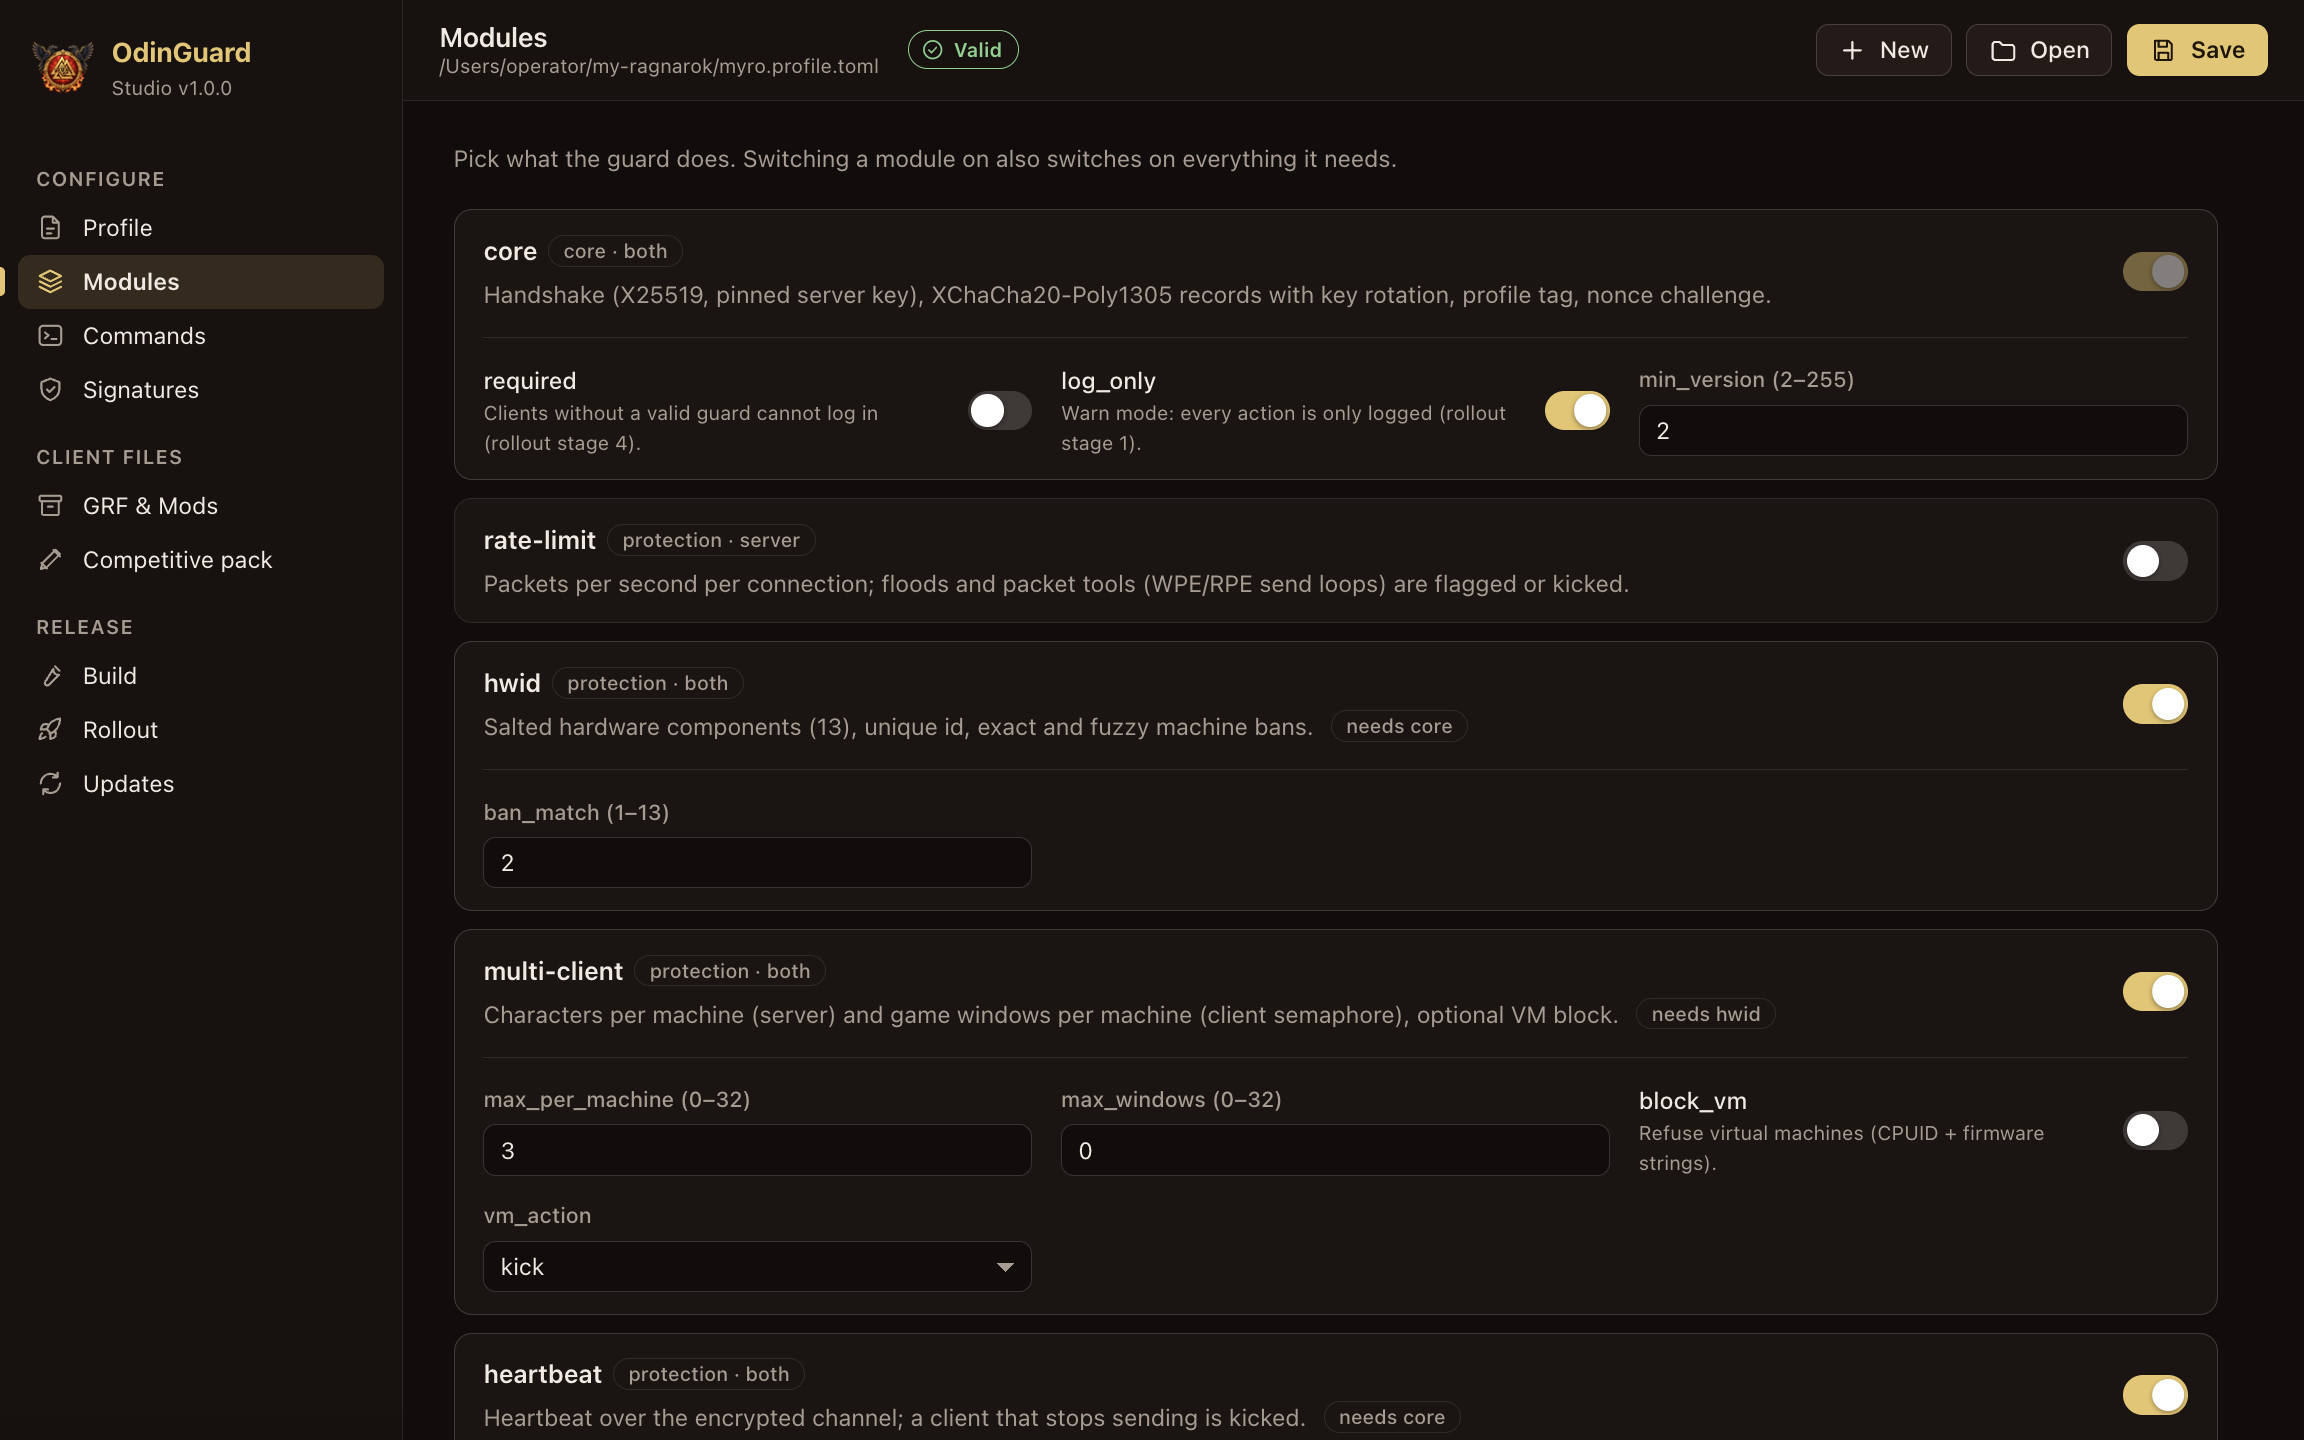 OdinGuard
Studio v1.0.0
CONFIGURE
Profile
Modules
Commands
Signatures
CLIENT FILES
GRF & Mods
Competitive pack
RELEASE
Build
Rollout
Updates
Modules
/Users/operator/my-ragnarok/myro.profile.toml
Valid
New
Open
Save
Pick what the guard does. Switching a module on also switches on everything it needs.
core core · both
Handshake (X25519, pinned server key), XChaCha20-Poly1305 records with key rotation, profile tag, nonce challenge.
required
Clients without a valid guard cannot log in
(rollout stage 4).
log_only
Warn mode: every action is only logged (rollout
stage 1).
min_version (2–255)
2
rate-limit protection · server
Packets per second per connection; floods and packet tools (WPE/RPE send loops) are flagged or kicked.
hwid protection · both
Salted hardware components (13), unique id, exact and fuzzy machine bans. needs core
ban_match (1–13)
2
multi-client protection · both
Characters per machine (server) and game windows per machine (client semaphore), optional VM block. needs hwid
max_per_machine (0–32)
3
max_windows (0–32)
0
block_vm
Refuse virtual machines (CPUID + firmware
strings).
vm_action
kick
heartbeat protection · both
Heartbeat over the encrypted channel; a client that stops sending is kicked. needs core